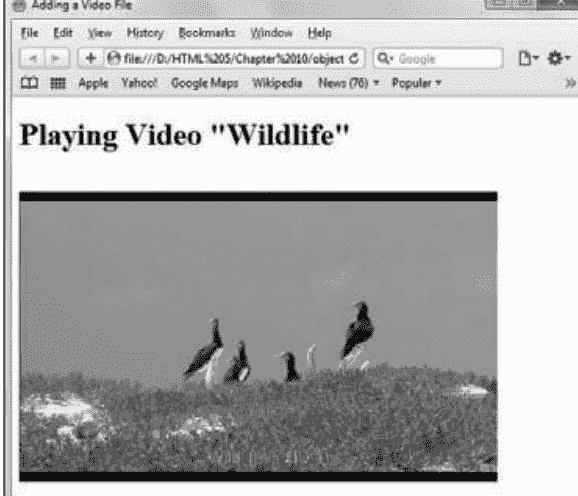 Adding a Video File
File Edit View History Bookmarks Window Help
file:///D:/HTML%205/Chapter%2010/object Google
Apple Yahoo! Google Maps Wikipedia News (76) Popular
Playing Video "Wildlife"